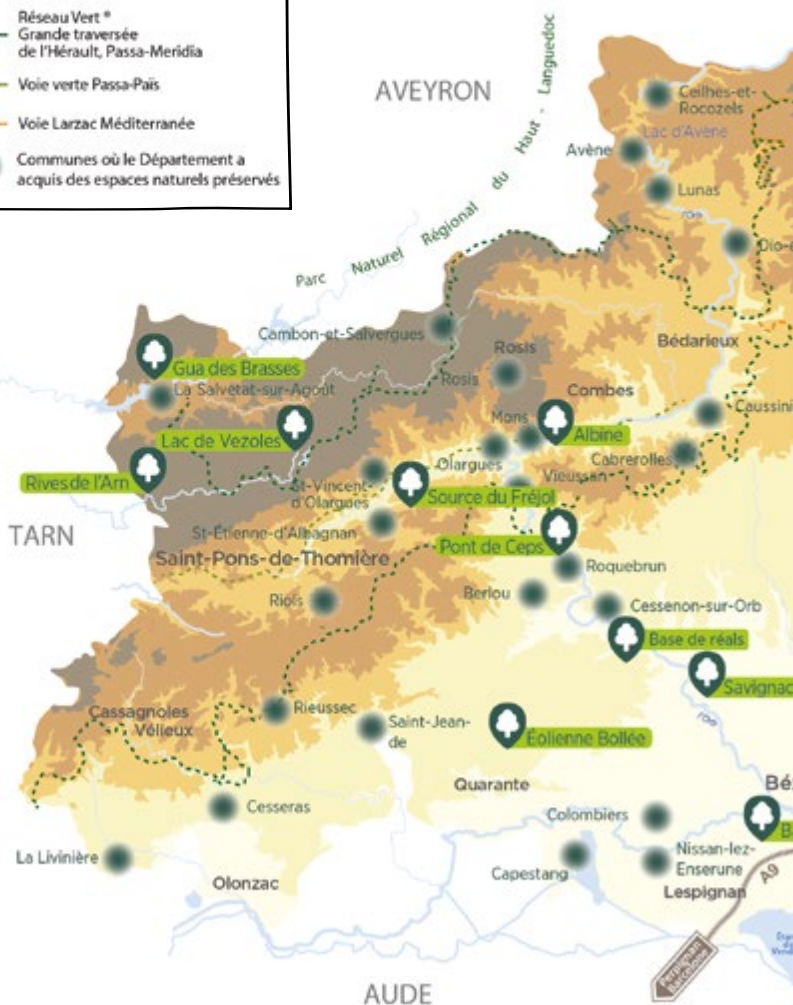 Réseau Vert *
Grande traversée
de l'Hérault, Passa-Meridia
Voie verte Passa-Païs
Voie Larzac Méditerranée
Communes où le Département a
acquis des espaces naturels préservés
AVEYRON
Parc Naturel Régional du Haut - Languedoc
Ceilhes-et-
Rocozels
Lac d'Avène
Avène
Lunas
Cambon-et-Salvergues
Bédarieux
Rosis
Rosis
Gua des Brasses
La Salvetat-sur-Agoût
Combes
Caussini
Mons
Albine
Lac de Vezoles
Olargues
Cabrerolles
Vieussan
Rives de l'Arn
St-Vincent-
d'Olargues
Source du Fréjol
TARN
St-Étienne-d'Albagnan
Pont de Ceps
Saint-Pons-de-Thomière
Roquebrun
Berlou
Riols
Cessenon-sur-Orb
Base de réals
Savignac
Cassagnoles
Vélieux
Rieussec
Saint-Jean-
de
Éolienne Bollée
Quarante
Béz
Cesseras
Colombiers
B
La Livinière
Capestang
Nissan-lez-
Enserune
A9
Olonzac
Lespignan
Perpignan
Barcelone
AUDE